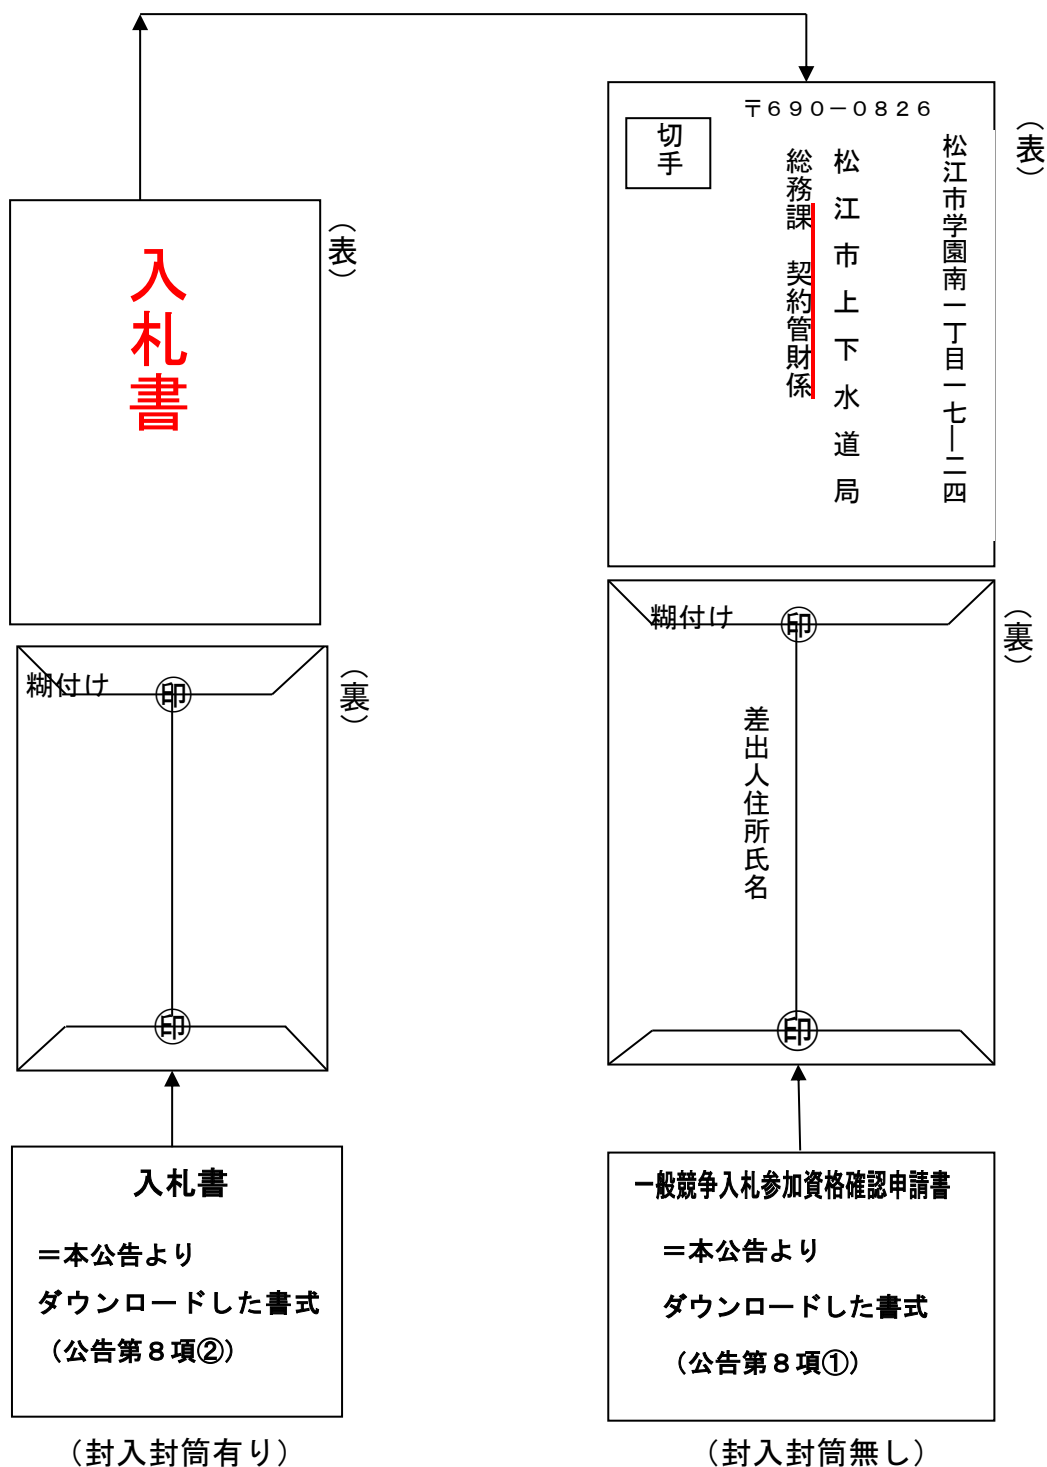 〒６９０－０８２６
切手
松江市学園南一丁目一七―二四
松江市上下水道局
総務課　契約管財係
（表）
入札書
（表）
糊付け
印
差出人住所氏名
印
（裏）
糊付け
印
印
（裏）
入札書
＝本公告より
ダウンロードした書式
（公告第８項②）
（封入封筒有り）
一般競争入札参加資格確認申請書
＝本公告より
ダウンロードした書式
（公告第８項①）
（封入封筒無し）